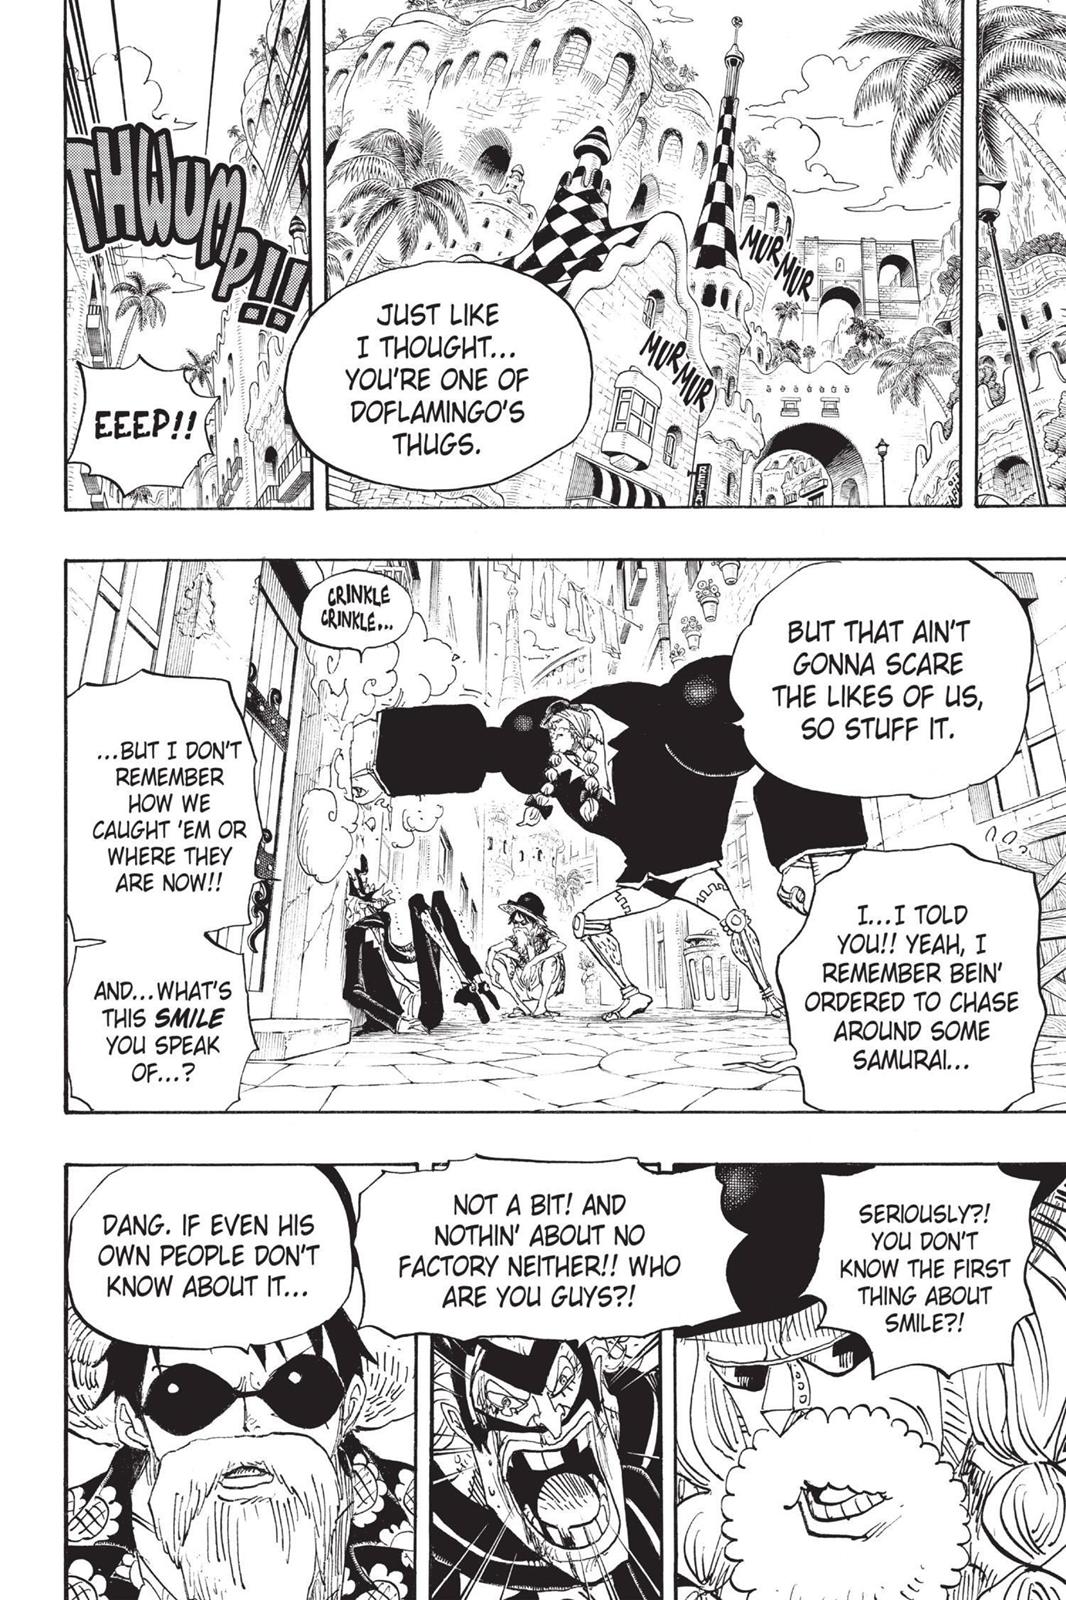 JUST LIKE
I THOUGHT...
YOU'RE ONE OF
DOFLAMINGO'S
THUGS.
MURMUR
MURMUR
THWUMP!!
EEEP!!
BUT THAT AIN'T
GONNA SCARE
THE LIKES OF US,
SO STUFF IT.
I...I TOLD
YOU!! YEAH, I
REMEMBER BEIN'
ORDERED TO CHASE
AROUND SOME
SAMURAI...
CRINKLE
CRINKLE...
...BUT I DON'T
REMEMBER
HOW WE
CAUGHT 'EM OR
WHERE THEY
ARE NOW!!
AND...WHAT'S
THIS SMILE
YOU SPEAK
OF...?
SERIOUSLY?!
YOU DON'T
KNOW THE FIRST
THING ABOUT
SMILE?!
NOT A BIT! AND
NOTHIN' ABOUT NO
FACTORY NEITHER!! WHO
ARE YOU GUYS?!
DANG. IF EVEN HIS
OWN PEOPLE DON'T
KNOW ABOUT IT...